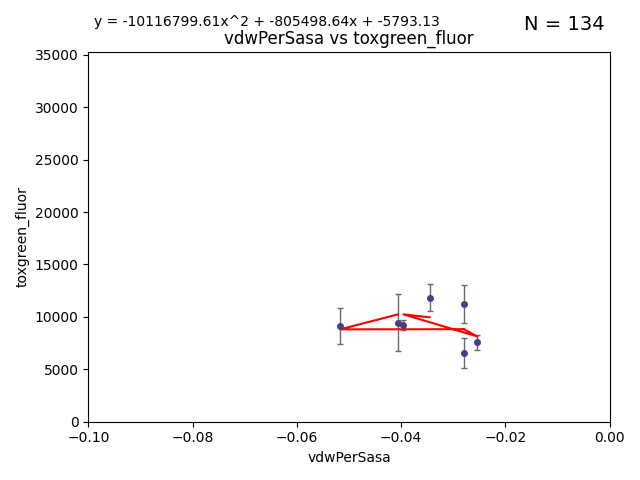 y = -10116799.61x^2 + -805498.64x + -5793.13
N = 134
vdwPerSasa vs toxgreen_fluor
35000
30000
25000
20000
15000
10000
5000
0
toxgreen_fluor
−0.10
−0.08
−0.06
−0.04
−0.02
0.00
vdwPerSasa